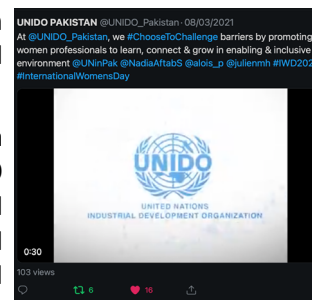 UNIDO PAKISTAN @UNIDO_Pakistan · 08/03/2021
At @UNIDO_Pakistan, we #ChooseToChallenge barriers by promoting
women professionals to learn, connect & grow in enabling & inclusive
environment @UNinPak @NadiaAftabS @alois_p @julienmh #IWD202
#InternationalWomensDay
UNIDO
UNITED NATIONS
INDUSTRIAL DEVELOPMENT ORGANIZATION
0:30
103 views
6
16